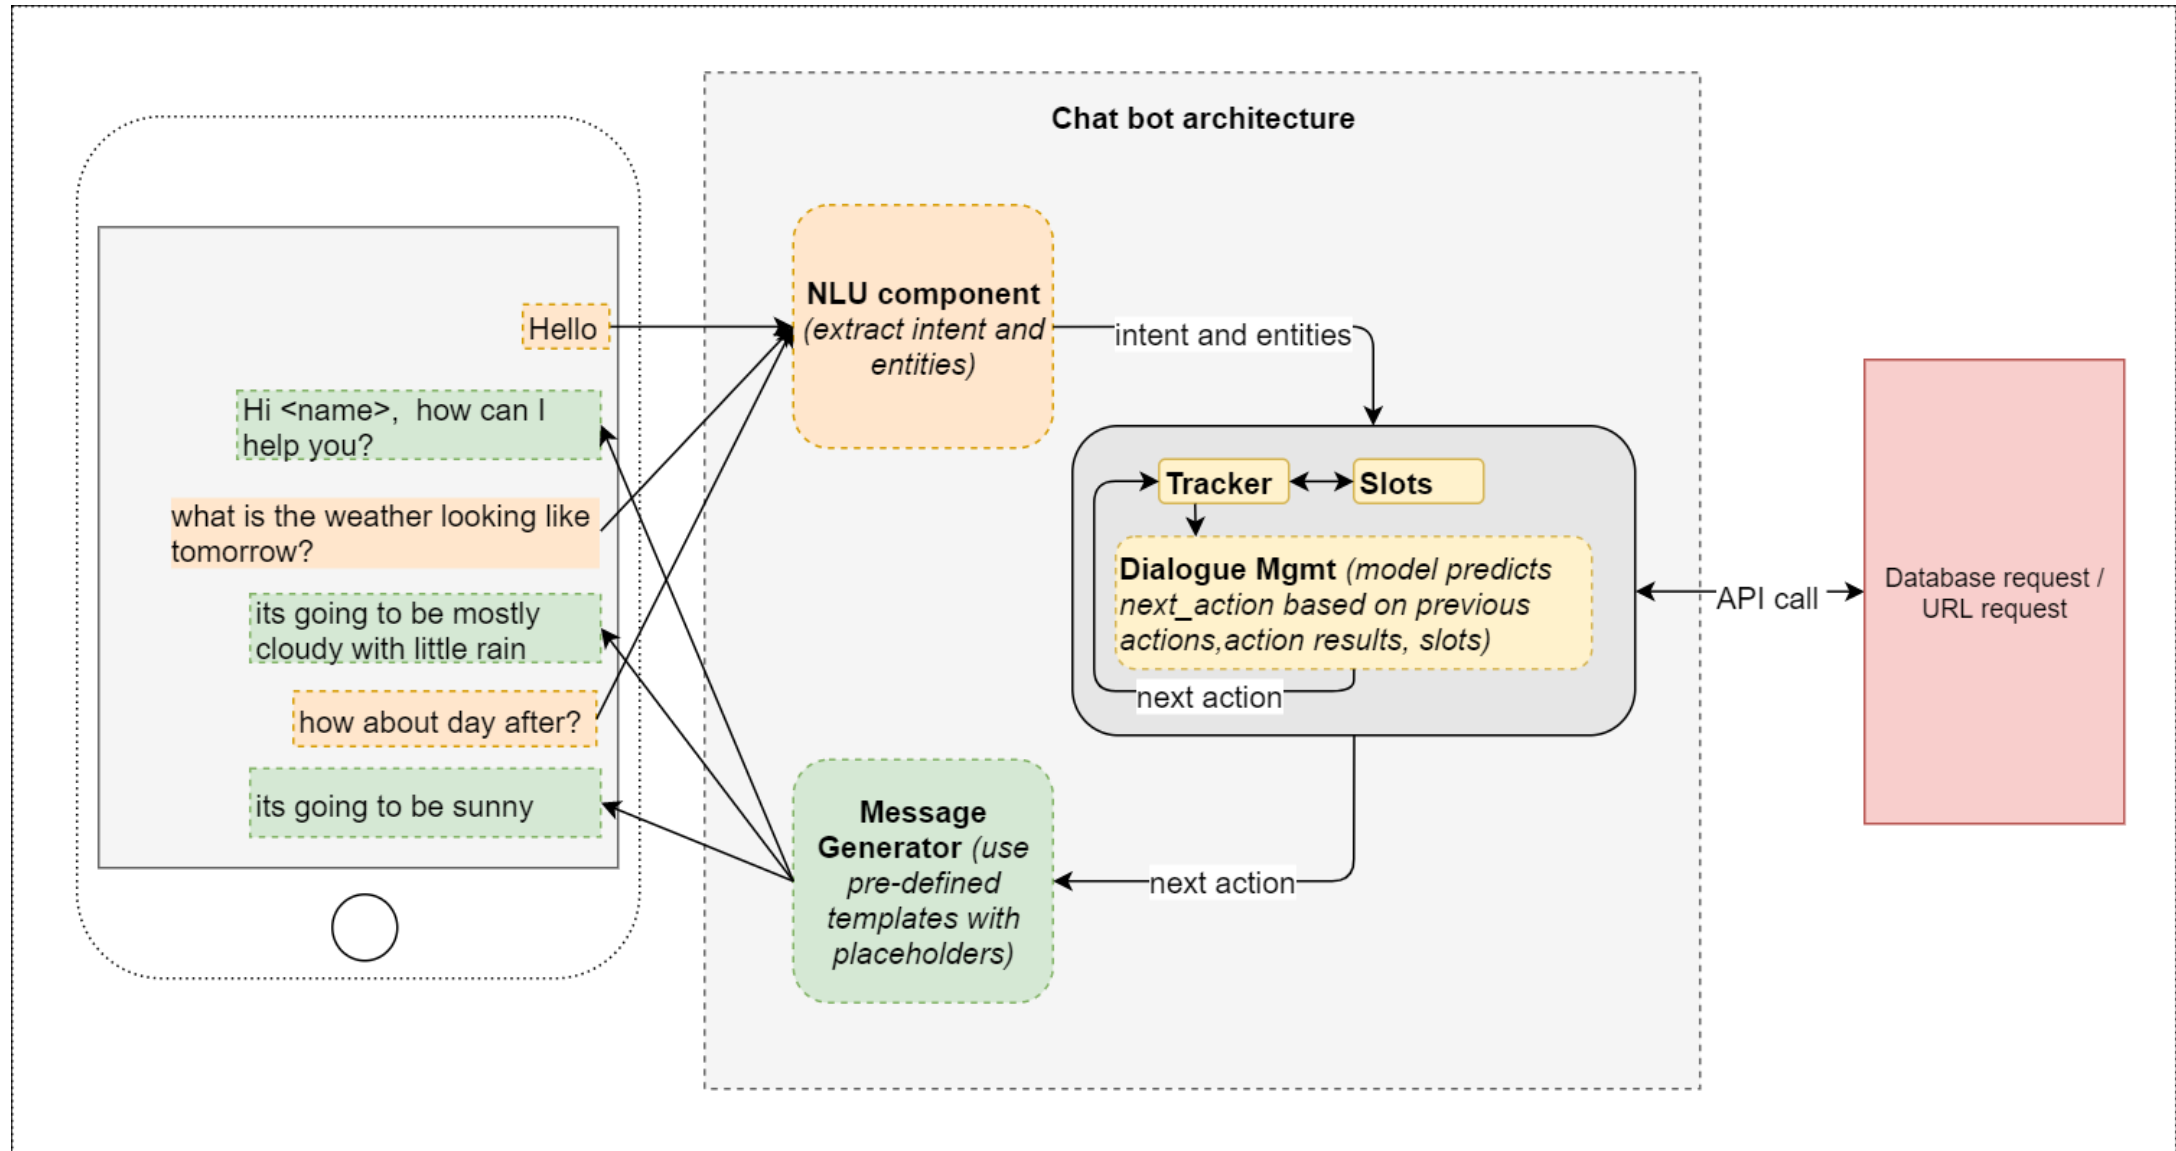 Chat bot architecture
Hello
Hi <name>,  how can I
help you?
what is the weather looking like
tomorrow?
its going to be mostly
cloudy with little rain
how about day after?
its going to be sunny
NLU component
(extract intent and
entities)
intent and entities
Tracker
Slots
Dialogue Mgmt (model predicts
next_action based on previous
actions,action results, slots)
next action
API call
Database request /
URL request
Message
Generator (use
pre-defined
templates with
placeholders)
next action